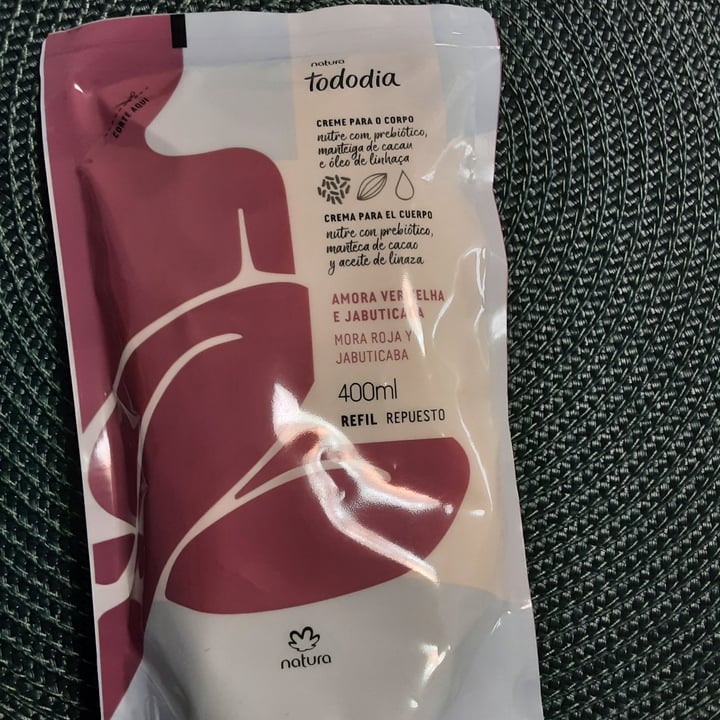 natura
tododia
CORTE AQUI
CREME PARA O CORPO
nutre com prebiótico,
manteiga de cacau
e óleo de linhaça
CREMA PARA EL CUERPO
nutre con prebiótico,
manteca de cacao
y aceite de linaza
AMORA VERMELHA
E JABUTICABA
MORA ROJA Y
JABUTICABA
400ml
REFIL REPUESTO
natura